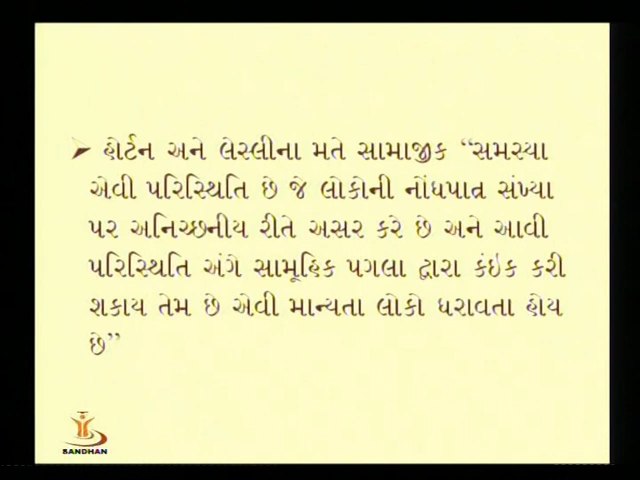 ➤ હોર્ટન અને લેસ્લીના મતે સામાજીક “સમસ્યા
એવી પરિસ્થિતિ છે જે લોકોની નોંધપાત્ર સંખ્યા
પર અનિચ્છનીય રીતે અસર કરે છે અને આવી
પરિસ્થિતિ અંગે સામૂહિક પગલા દ્વારા કંઇક કરી
શકાય તેમ છે એવી માન્યતા લોકો ધરાવતા હોય
છે”
SANDHAN